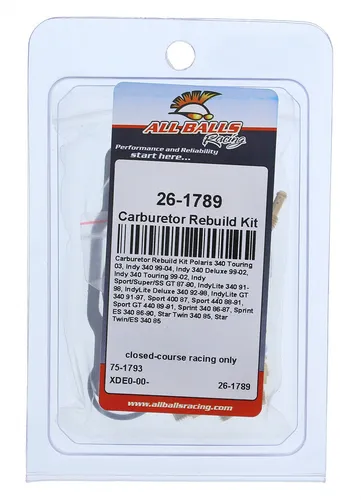 ALL BALLS
Racing
Performance and Reliability
start here...
26-1789
Carburetor Rebuild Kit
Carburetor Rebuild Kit Polaris 340 Touring
03, Indy 340 99-04, Indy 340 Deluxe 99-02,
Indy 340 Touring 99-02, Indy
Sport/Super/SS GT 87-90, IndyLite 340 91-
98, IndyLite Deluxe 340 92-98, IndyLite GT
340 91-97, Sport 400 87, Sport 440 88-91,
Sport GT 440 89-91, Sprint 340 86-87, Sprint
ES 340 86-90, Star Twin 340 85, Star
Twin/ES 340 85
closed-course racing only
75-1793
XDE0-00- 26-1789
www.allballsracing.com